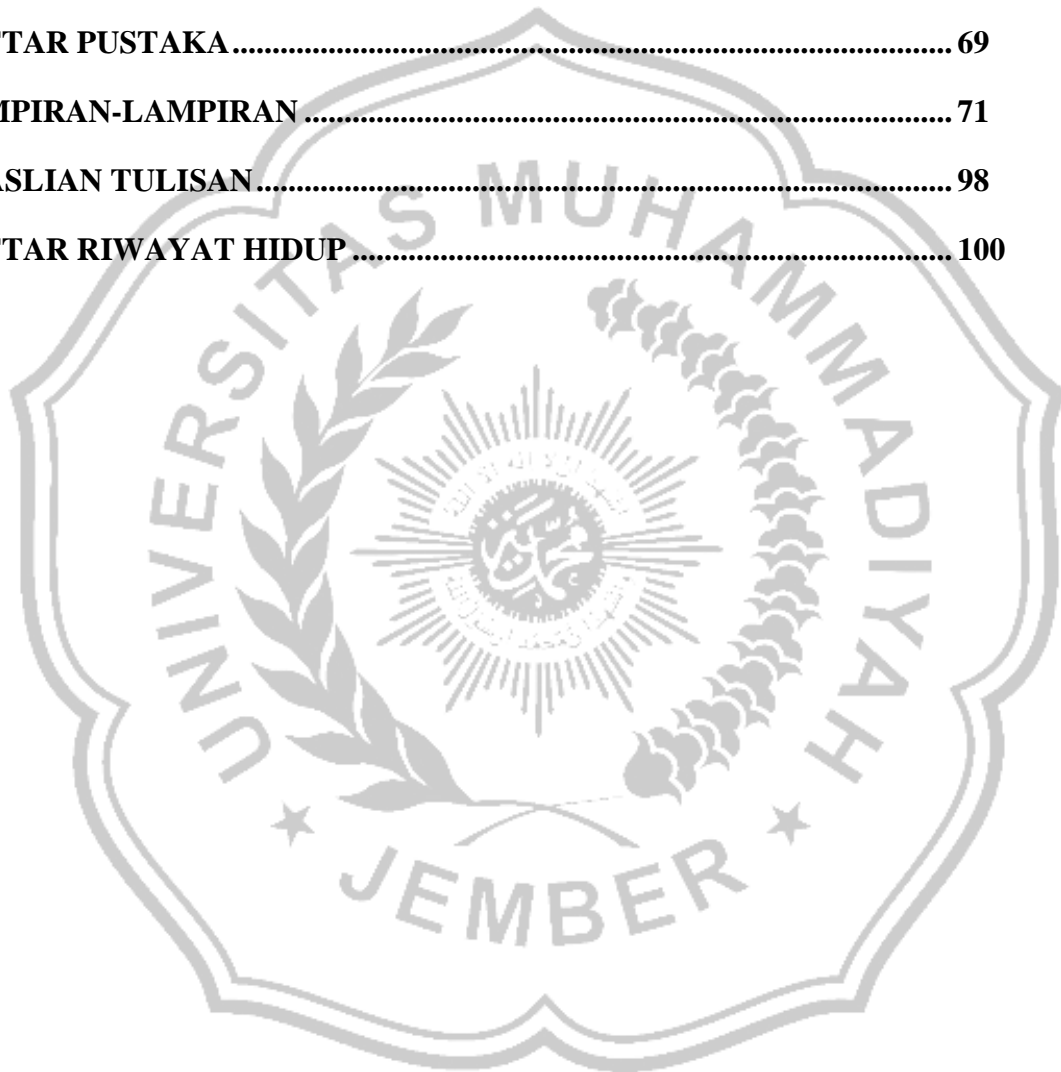 TAR PUSTAKA........................................................................................... 69
MPIRAN-LAMPIRAN.................................................................................. 71
ASLIAN TULISAN........................................................................................ 98
TAR RIWAYAT HIDUP........................................................................... 100
UNIVERSITAS MUHAMMADIYAH
JEMBER